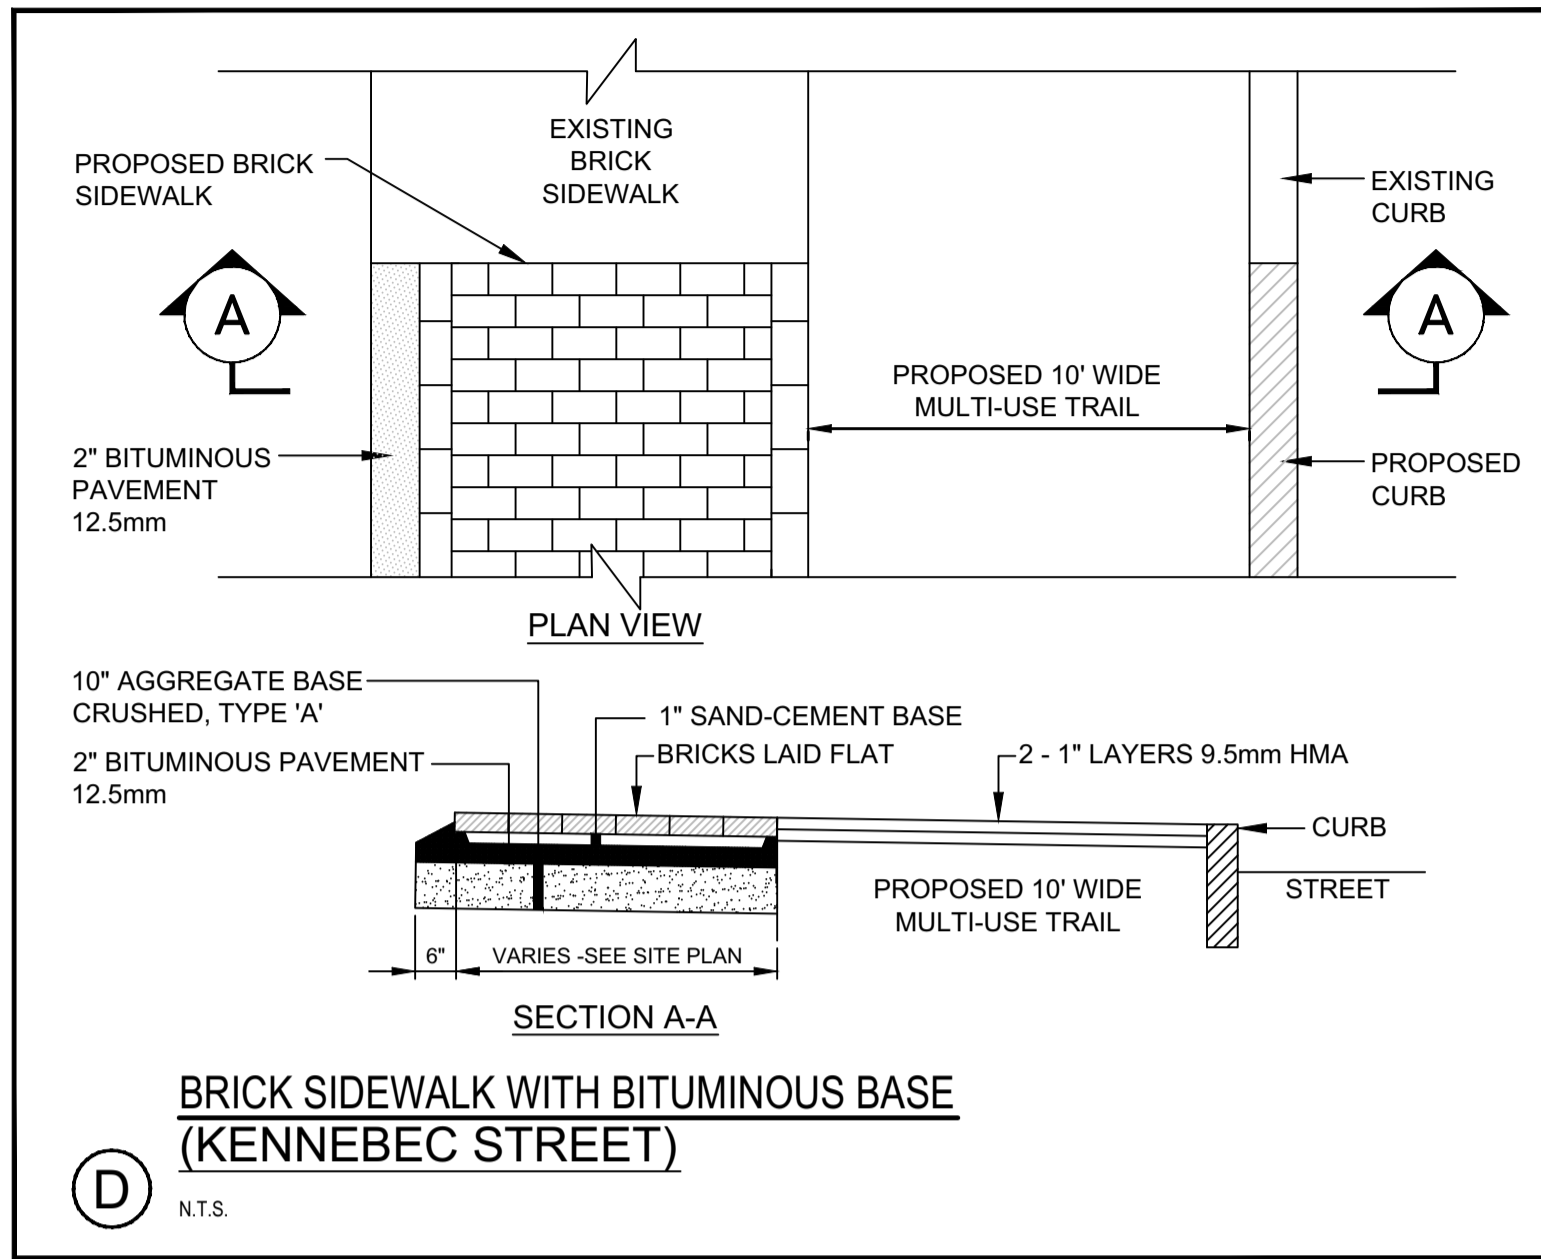 EXISTING
BRICK
SIDEWALK
PROPOSED BRICK
SIDEWALK
EXISTING
CURB
A
A
PROPOSED 10' WIDE
MULTI-USE TRAIL
2" BITUMINOUS
PAVEMENT
12.5mm
PROPOSED
CURB
PLAN VIEW
10" AGGREGATE BASE
CRUSHED, TYPE 'A'
2" BITUMINOUS PAVEMENT
12.5mm
1" SAND-CEMENT BASE
BRICKS LAID FLAT
2 - 1" LAYERS 9.5mm HMA
CURB
STREET
PROPOSED 10' WIDE
MULTI-USE TRAIL
6"
VARIES -SEE SITE PLAN
SECTION A-A
BRICK SIDEWALK WITH BITUMINOUS BASE
(KENNEBEC STREET)
D
N.T.S.